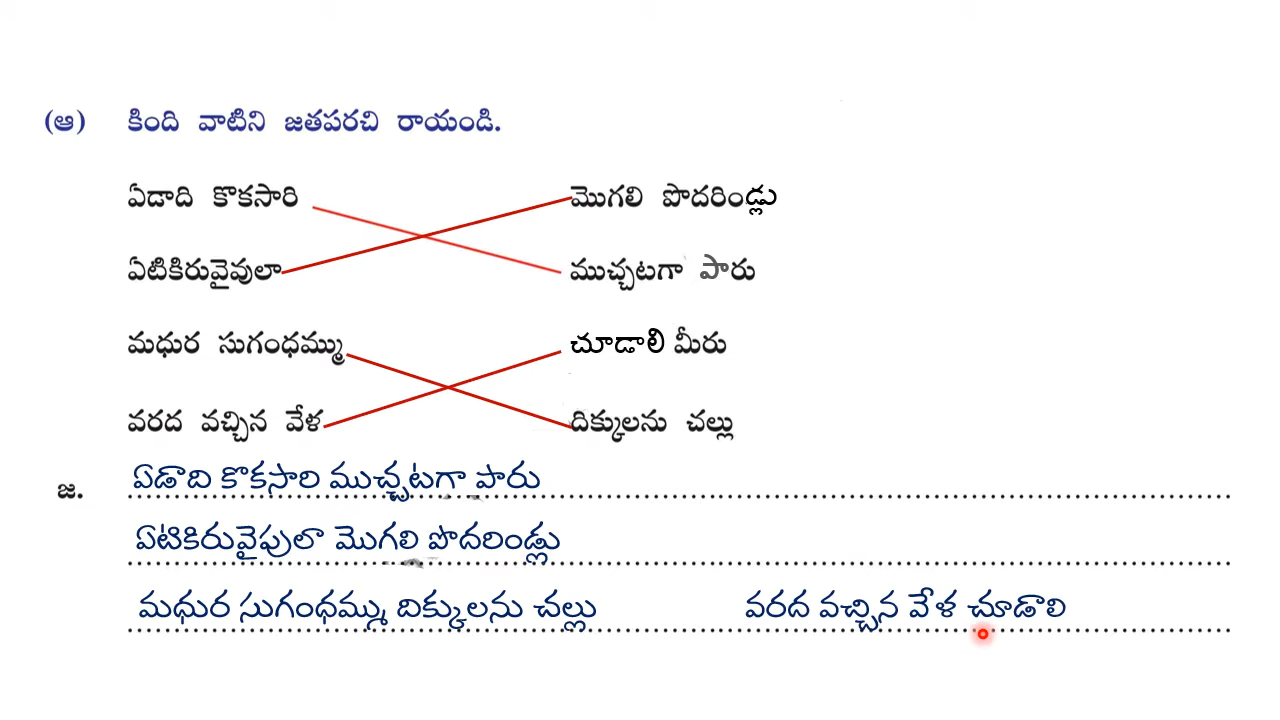 (ఆ) కింది వాటిని జతపరచి రాయండి.
ఏడాది కొకసారి మొగలి పొదరిండ్లు
ఏటికిరువైవులా ముచ్చటగా పారు
మధుర సుగంధమ్ము చూడాలి మీరు
వరద వచ్చిన వేళ దిక్కులను చల్లు
జ. ఏడాది కొకసారి ముచ్చటగా పారు
ఏటికిరువైపులా మొగలి పొదరిండ్లు
మధుర సుగంధమ్ము దిక్కులను చల్లు వరద వచ్చిన వేళ చూడాలి